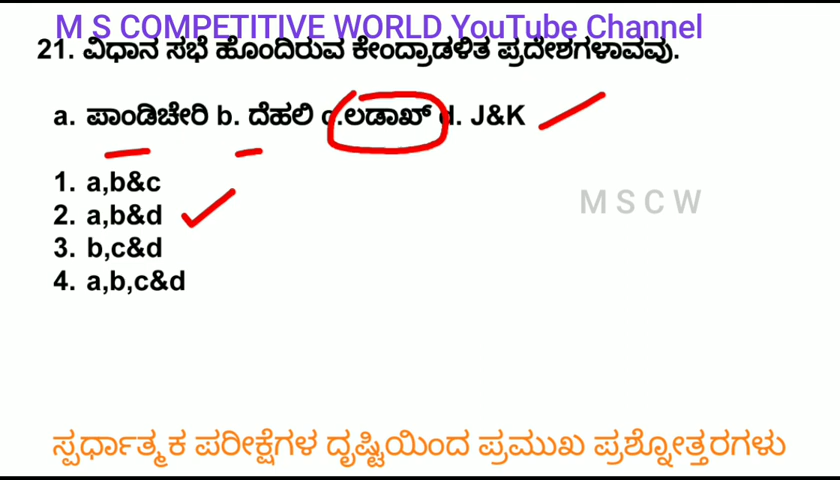 M S COMPETITIVE WORLD YouTube Channel
21. ವಿಧಾನ ಸಭೆ ಹೊಂದಿರುವ ಕೇಂದ್ರಾಡಳಿತ ಪ್ರದೇಶಗಳಾವವು.
a. ಪಾಂಡಿಚೇರಿ b. ದೆಹಲಿ c.ಲಡಾಖ್ d. J&K
1. a,b&c
2. a,b&d
M S C W
3. b,c&d
4. a,b,c&d
ಸ್ಪರ್ಧಾತ್ಮಕ ಪರೀಕ್ಷೆಗಳ ದೃಷ್ಟಿಯಿಂದ ಪ್ರಮುಖ ಪ್ರಶ್ನೋತ್ತರಗಳು